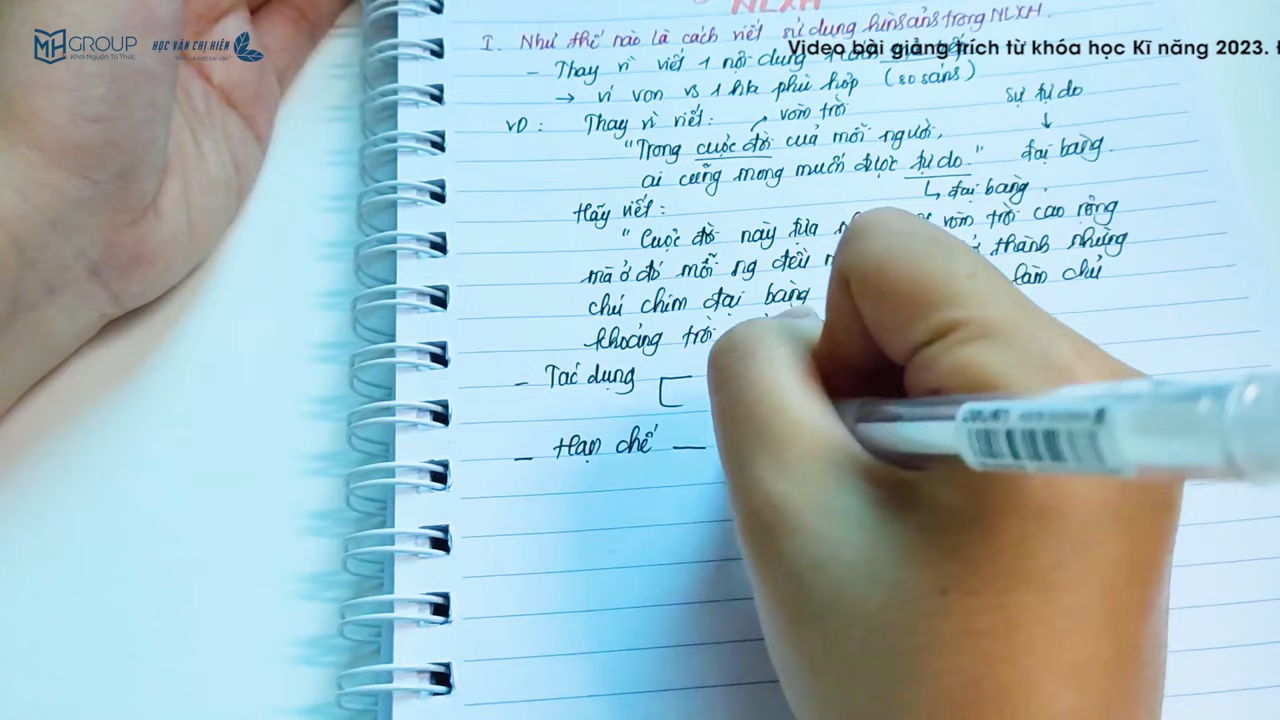 MH GROUP
Khơi Nguồn Tri Thức
HỌC VĂN CHỊ HIÊN
NLXH
Video bài giảng trích từ khóa học Kĩ năng 2023.
I. Như thế nào là cách viết sử dụng hình ảnh trong NLXH.
- Thay vì viết 1 nội dung
→ ví von vs 1 h/a phù hợp (so sánh)
sự tự do
↓
đại bàng.
VD: Thay vì viết: vòm trời
"Trong cuộc đời của mỗi người,
ai cũng mong muốn được tự do."
↳ đại bàng.
Hãy viết:
"Cuộc đời này tựa vòm trời cao rộng
mà ở đó mỗi ng đều thành những
chú chim đại bàng làm chủ
khoảng trời
- Tác dụng [
- Hạn chế —